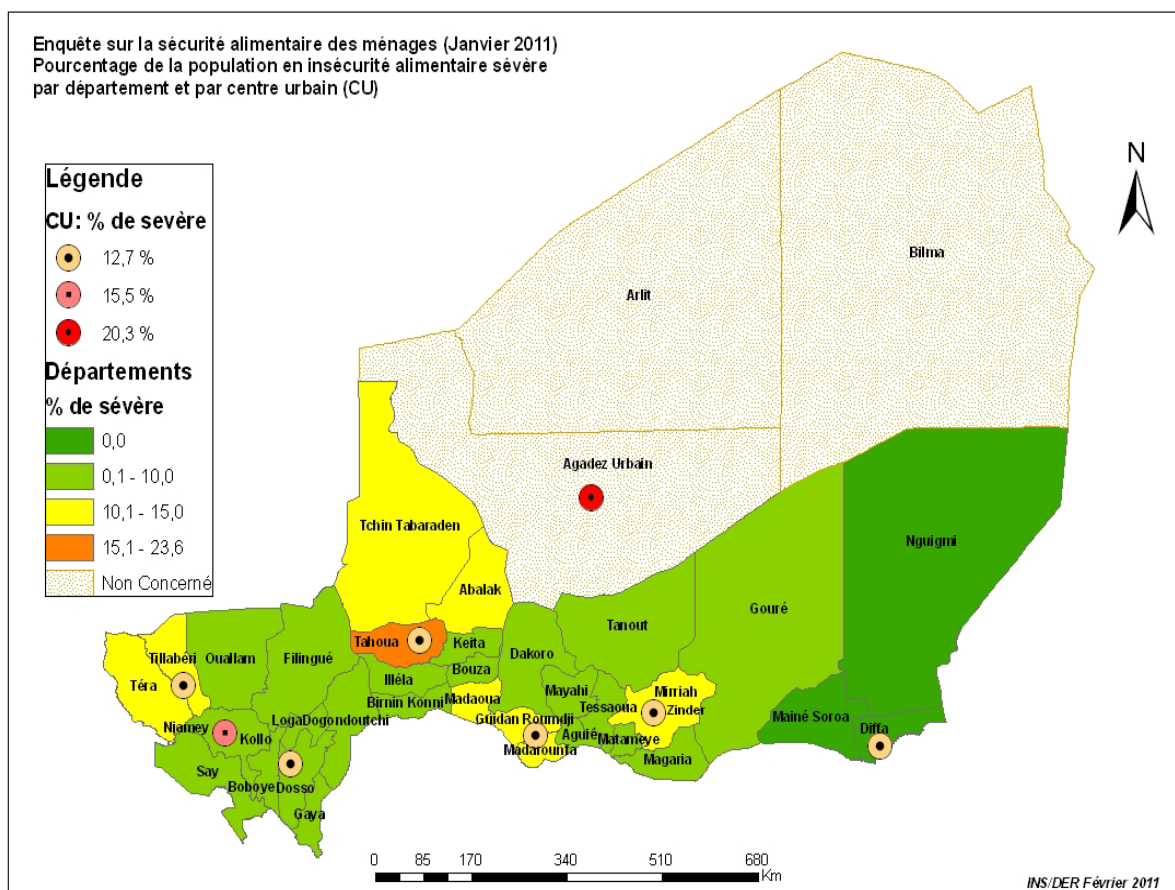 Enquête sur la sécurité alimentaire des ménages (Janvier 2011)
Pourcentage de la population en insécurité alimentaire sévère
par département et par centre urbain (CU)
N
Légende
CU: % de sevère
12,7 %
15,5 %
20,3 %
Départements
% de sévère
0,0
0,1 - 10,0
10,1 - 15,0
15,1 - 23,6
Non Concerné
Bilma
Arlit
Agadez Urbain
Tchin Tabaraden
Nguigmi
Abalak
Gouré
Tanout
Tahoua
Keita
Dakoro
Tillabéri
Ouallam
Filingué
Bouza
Illéla
Téra
Mayahi
Mirriah
Madaoua
Birnin Konni
Tessaoua
Zinder
Guidan Roumdji
Mainé Soroa
Diffa
Niamey
Loga
Dogondoutchi
Kollo
Aguié
Matameye
Madarounfa
Magaria
Say
Boboye
Dosso
Gaya
0 85 170 340 510 680
Km
INS/DER Février 2011